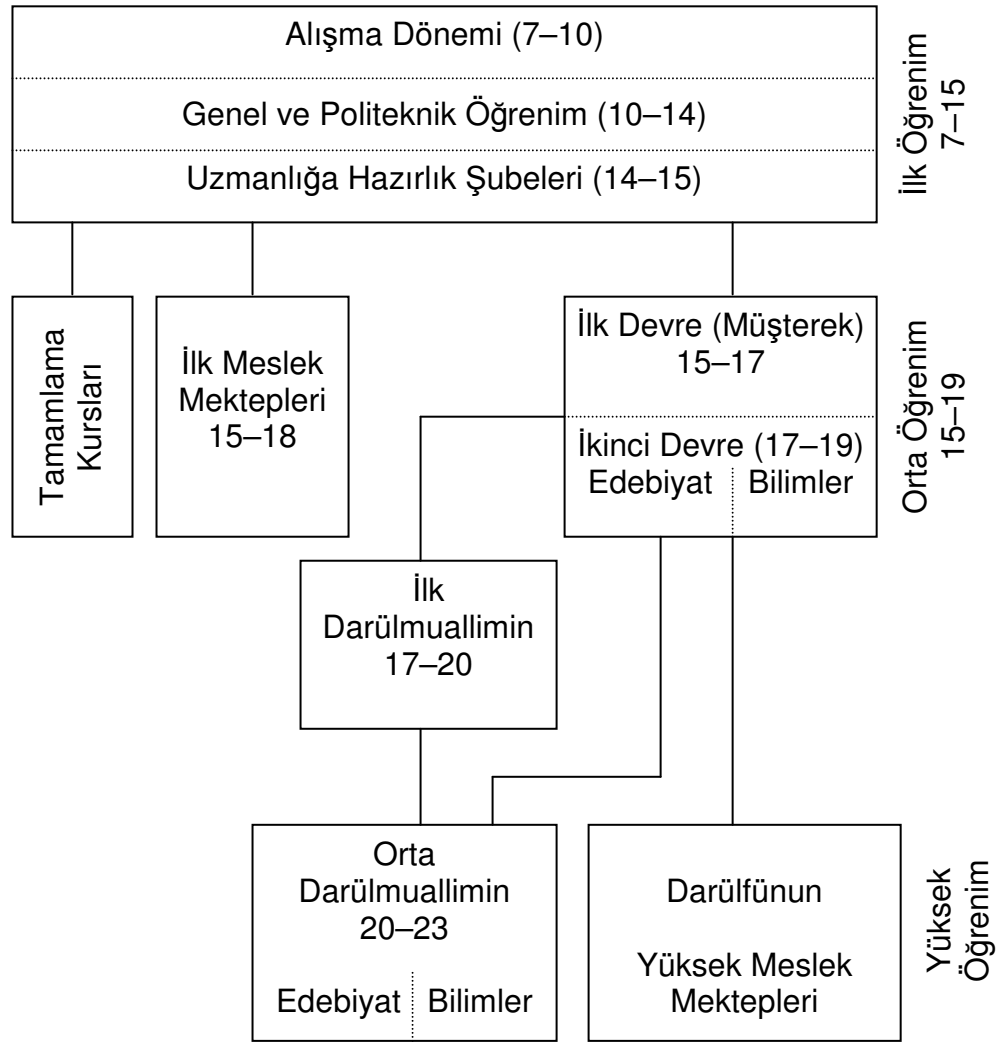 Alışma Dönemi (7–10)
Genel ve Politeknik Öğrenim (10–14)
Uzmanlığa Hazırlık Şubeleri (14–15)
İlk Öğrenim
7–15
Tamamlama
Kursları
İlk Meslek
Mektepleri
15–18
İlk Devre (Müşterek)
15–17
İkinci Devre (17–19)
Edebiyat
Bilimler
Orta Öğrenim
15–19
İlk
Darülmuallimin
17–20
Orta
Darülmuallimin
20–23
Edebiyat
Bilimler
Darülfünun
Yüksek Meslek
Mektepleri
Yüksek
Öğrenim